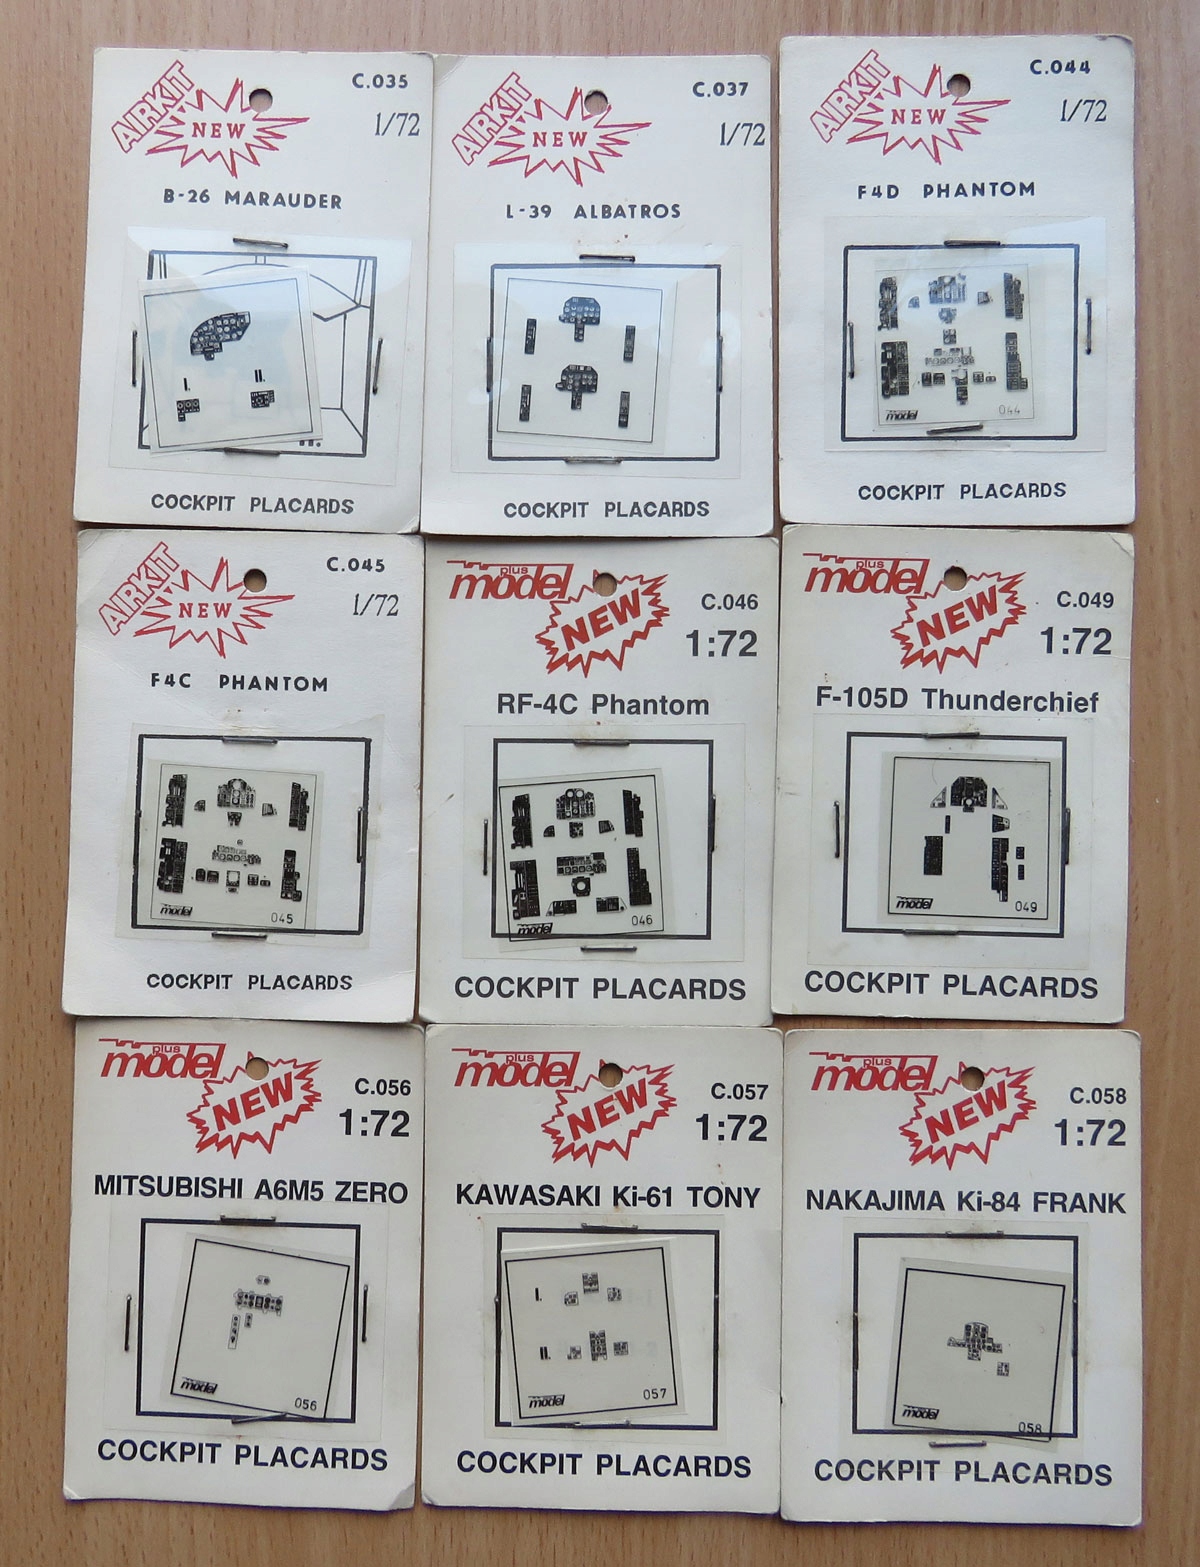 AIRKIT
NEW
C.035
1/72
B-26 MARAUDER
COCKPIT PLACARDS
AIRKIT
NEW
C.037
1/72
L-39 ALBATROS
COCKPIT PLACARDS
AIRKIT
NEW
C.044
1/72
F4D PHANTOM
model
044
COCKPIT PLACARDS
AIRKIT
NEW
C.045
1/72
F4C PHANTOM
model
045
COCKPIT PLACARDS
plus
model
NEW
C.046
1:72
RF-4C Phantom
model
046
COCKPIT PLACARDS
plus
model
NEW
C.049
1:72
F-105D Thunderchief
model
049
COCKPIT PLACARDS
plus
model
NEW
C.056
1:72
MITSUBISHI A6M5 ZERO
model
056
COCKPIT PLACARDS
plus
model
NEW
C.057
1:72
KAWASAKI Ki-61 TONY
model
057
COCKPIT PLACARDS
plus
model
NEW
C.058
1:72
NAKAJIMA Ki-84 FRANK
model
058
COCKPIT PLACARDS